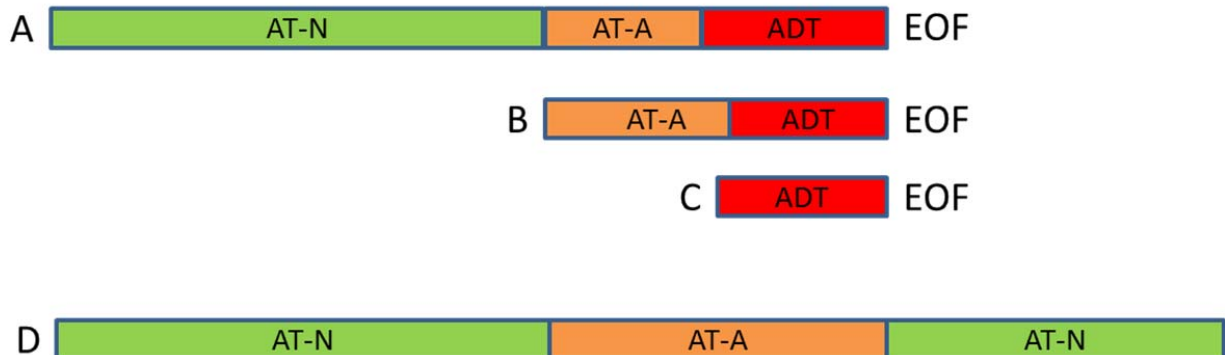 A AT-N AT-A ADT EOF
B AT-A ADT EOF
C ADT EOF
D AT-N AT-A AT-N